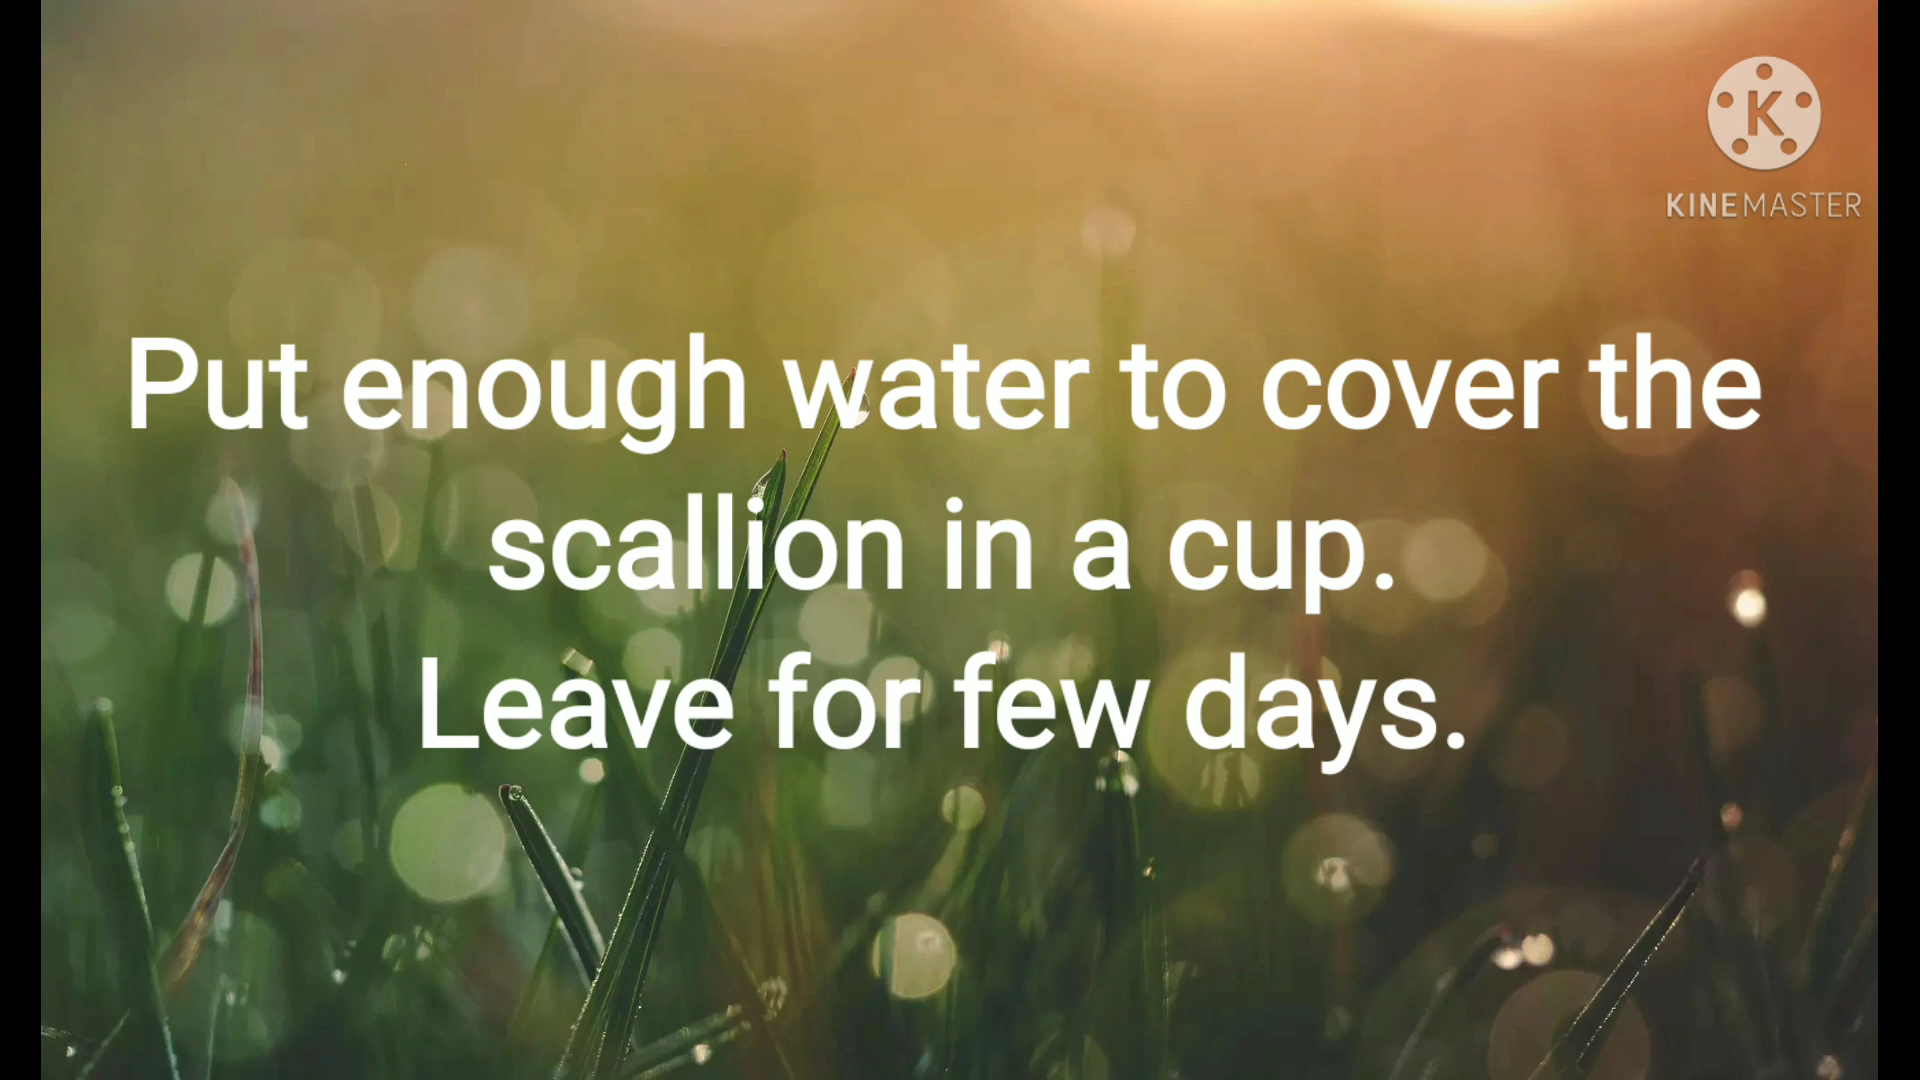 K
KINEMASTER
Put enough water to cover the
scallion in a cup.
Leave for few days.